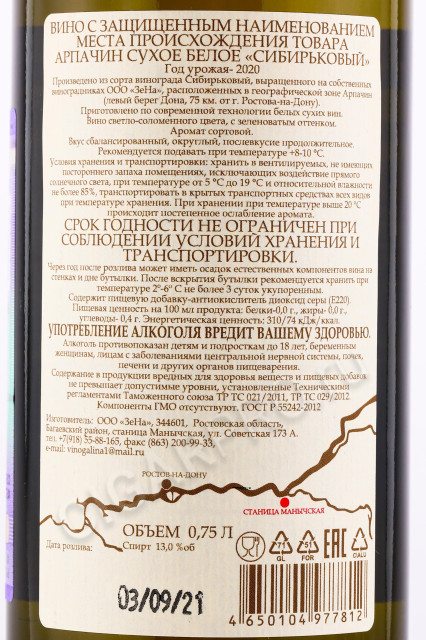 ВИНО С ЗАЩИЩЕННЫМ НАИМЕНОВАНИЕМ
МЕСТА ПРОИСХОЖДЕНИЯ ТОВАРА
АРПАЧИН СУХОЕ БЕЛОЕ «СИБИРЬКОВЫЙ»
Год урожая- 2020
Произведено из сорта винограда Сибирьковый, выращенного на собственных
виноградниках ООО «ЗеНа», расположенных в географической зоне Арпачин
(левый берег Дона, 75 км. от г. Ростова-на-Дону).
Приготовлено по современной технологии белых сухих вин.
Вино светло-соломенного цвета, с зеленоватым оттенком.
Аромат сортовой.
Вкус сбалансированный, округлый, послевкусие продолжительное.
Рекомендуется подавать при температуре +8-10 °С.
Условия хранения и транспортировки: хранить в вентилируемых, не имеющих
постороннего запаха помещениях, исключающих воздействие прямого
солнечного света, при температуре от 5 °С до 19 °С и относительной влажности
не более 85%, транспортировать в крытых транспортных средствах всех видов
при температуре хранения. При хранении при температуре выше 20 °С
происходит постепенное ослабление аромата.
СРОК ГОДНОСТИ НЕ ОГРАНИЧЕН ПРИ
СОБЛЮДЕНИИ УСЛОВИЙ ХРАНЕНИЯ И
ТРАНСПОРТИРОВКИ.
Через год после розлива может иметь осадок естественных компонентов вина на
стенках и дне бутылки. После вскрытия бутылки рекомендуется хранить при
температуре 2°-6° С не более 3 суток укупоренным.
Содержит пищевую добавку-антиокислитель диоксид серы (Е220).
Пищевая ценность на 100 мл продукта: белки-0,0 г., жиры- 0,0 г.,
углеводы- 0,4 г. Энергетическая ценность: 310/74 кДж/ккал.
УПОТРЕБЛЕНИЕ АЛКОГОЛЯ ВРЕДИТ ВАШЕМУ ЗДОРОВЬЮ.
Алкоголь противопоказан детям и подросткам до 18 лет, беременным
женщинам, лицам с заболеваниями центральной нервной системы, почек,
печени и других органов пищеварения.
Содержание в продукции вредных для здоровья веществ и пищевых добавок
не превышает допустимые уровни, установленные Техническими
регламентами Таможенного союза ТР ТС 021/2011, ТР ТС 029/2012
Компоненты ГМО отсутствуют. ГОСТ Р 55242-2012
Изготовитель: ООО «ЗеНа», 344601, Ростовская область,
Багаевский район, станица Манычская, ул. Советская 173 А.
тел. +7(918) 55-88-165, факс (863) 200-99-33,
e-mail: vinogalina1@mail.ru
РОСТОВ-НА-ДОНУ
СТАНИЦА МАНЫЧСКАЯ
ОБЪЕМ 0,75 Л
Дата розлива: Спирт 13,0 %об
03/09/21
71
GL
51
FOR
EAC
C/ALU
4 650104 977812